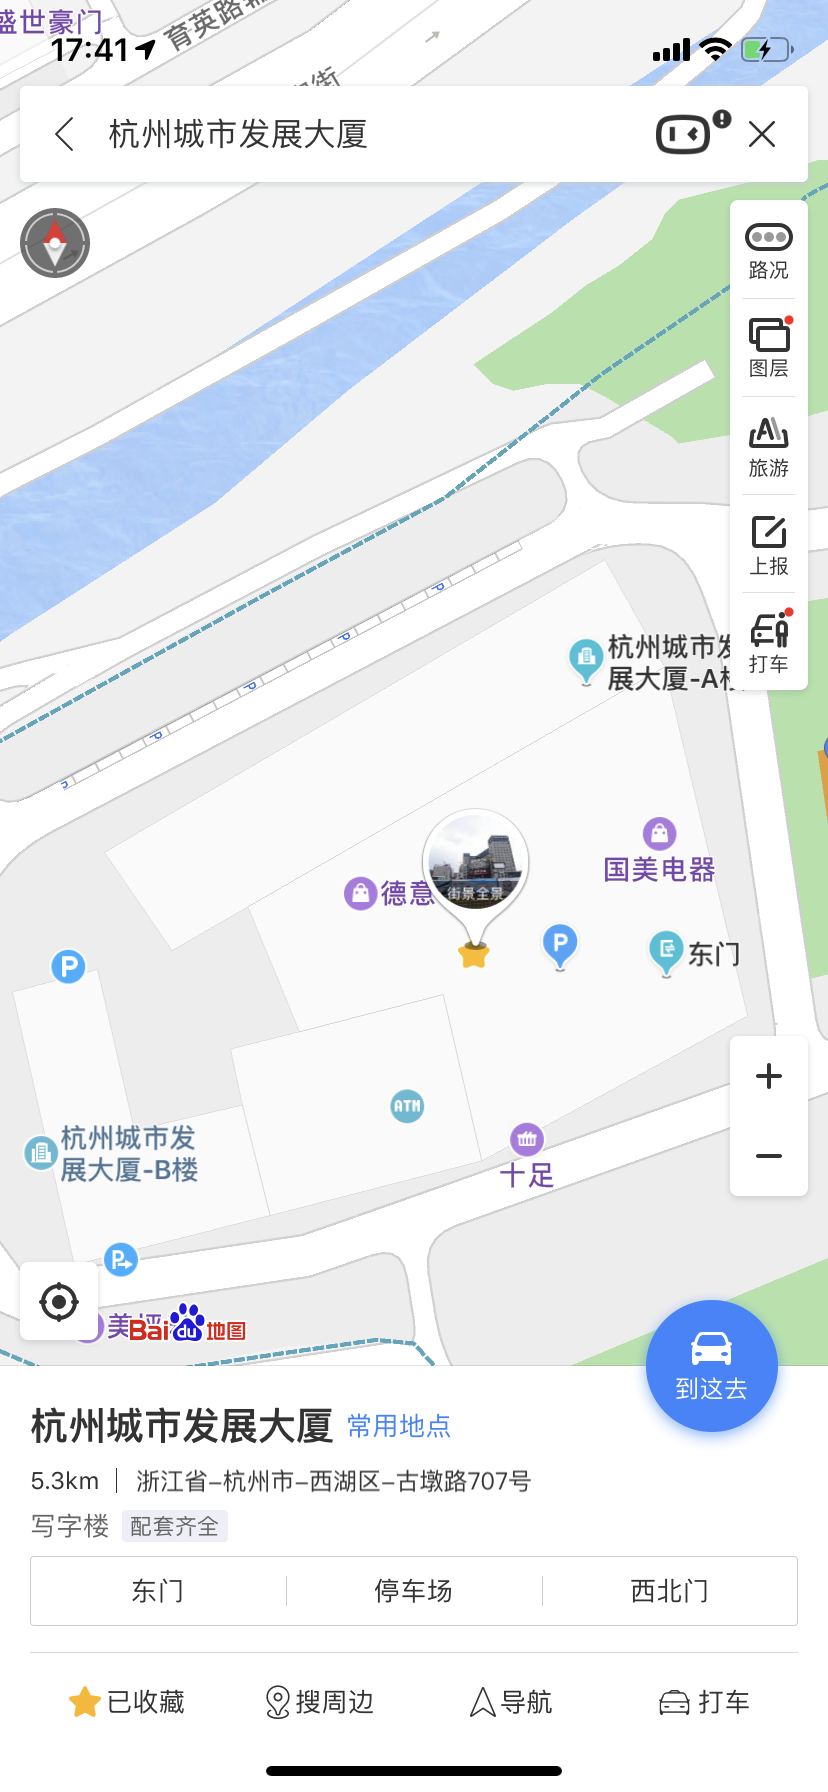 盛世豪门
育英路辅
17:41
街
杭州城市发展大厦
路况
图层
旅游
上报
打车
P
P
P
P
P
杭州城市发
展大厦-A楼
国美电器
德意
街景全景
P
东门
P
ATM
杭州城市发
展大厦-B楼
十足
P
美
Bai du 地图
到这去
杭州城市发展大厦 常用地点
5.3km 浙江省-杭州市-西湖区-古墩路707号
写字楼 配套齐全
东门 停车场 西北门
已收藏 搜周边 导航 打车